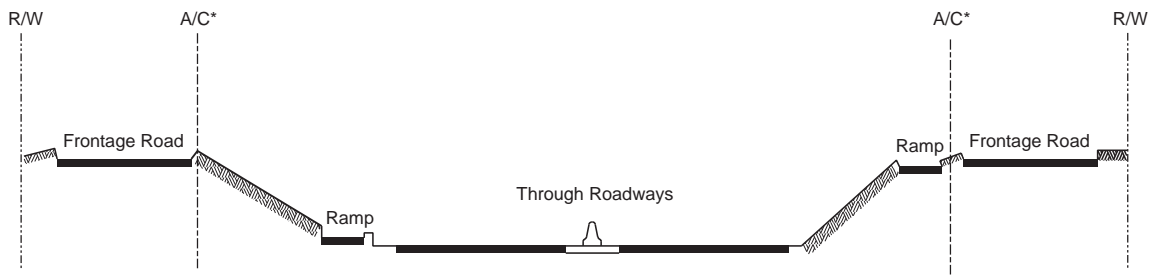 R/W
A/C*
A/C*
R/W
Frontage Road
Ramp
Frontage Road
Through Roadways
Ramp